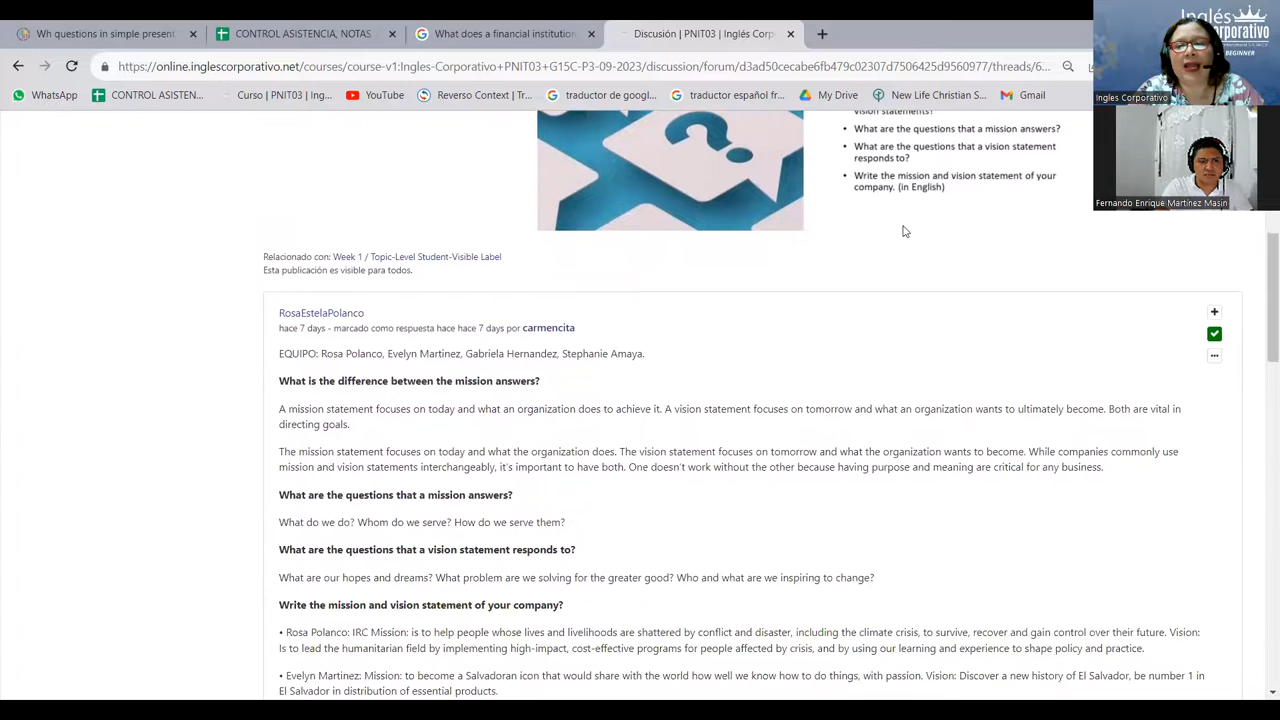 Wh questions in simple present
CONTROL ASISTENCIA, NOTAS
What does a financial institution
Discusión | PNIT03 | Inglés Corp
https://online.inglescorporativo.net/courses/course-v1:Ingles-Corporativo+PNIT03+615C-P3-09-2023/discussion/forum/d3ad50cecabe6fb479c02307d7506425d9560977/threads/6...
WhatsApp
CONTROL ASISTEN...
Curso | PNIT03 | Ing...
YouTube
Reverso Context | Tr...
traductor de googl...
traductor español fr...
My Drive
New Life Christian S...
Gmail
Inglés
Corporativo
BEGINNER
Ingles Corporativo
Fernando Enrique Martínez Masin
vision statements?
• What are the questions that a mission answers?
• What are the questions that a vision statement
responds to?
• Write the mission and vision statement of your
company. (in English)
Relacionado con: Week 1 / Topic-Level Student-Visible Label
Esta publicación es visible para todos.
RosaEstelaPolanco
hace 7 days - marcado como respuesta hace hace 7 days por carmencita
EQUIPO: Rosa Polanco, Evelyn Martinez, Gabriela Hernandez, Stephanie Amaya.
What is the difference between the mission answers?
A mission statement focuses on today and what an organization does to achieve it. A vision statement focuses on tomorrow and what an organization wants to ultimately become. Both are vital in
directing goals.
The mission statement focuses on today and what the organization does. The vision statement focuses on tomorrow and what the organization wants to become. While companies commonly use
mission and vision statements interchangeably, it's important to have both. One doesn't work without the other because having purpose and meaning are critical for any business.
What are the questions that a mission answers?
What do we do? Whom do we serve? How do we serve them?
What are the questions that a vision statement responds to?
What are our hopes and dreams? What problem are we solving for the greater good? Who and what are we inspiring to change?
Write the mission and vision statement of your company?
• Rosa Polanco: IRC Mission: is to help people whose lives and livelihoods are shattered by conflict and disaster, including the climate crisis, to survive, recover and gain control over their future. Vision:
Is to lead the humanitarian field by implementing high-impact, cost-effective programs for people affected by crisis, and by using our learning and experience to shape policy and practice.
• Evelyn Martinez: Mission: to become a Salvadoran icon that would share with the world how well we know how to do things, with passion. Vision: Discover a new history of El Salvador, be number 1 in
El Salvador in distribution of essential products.